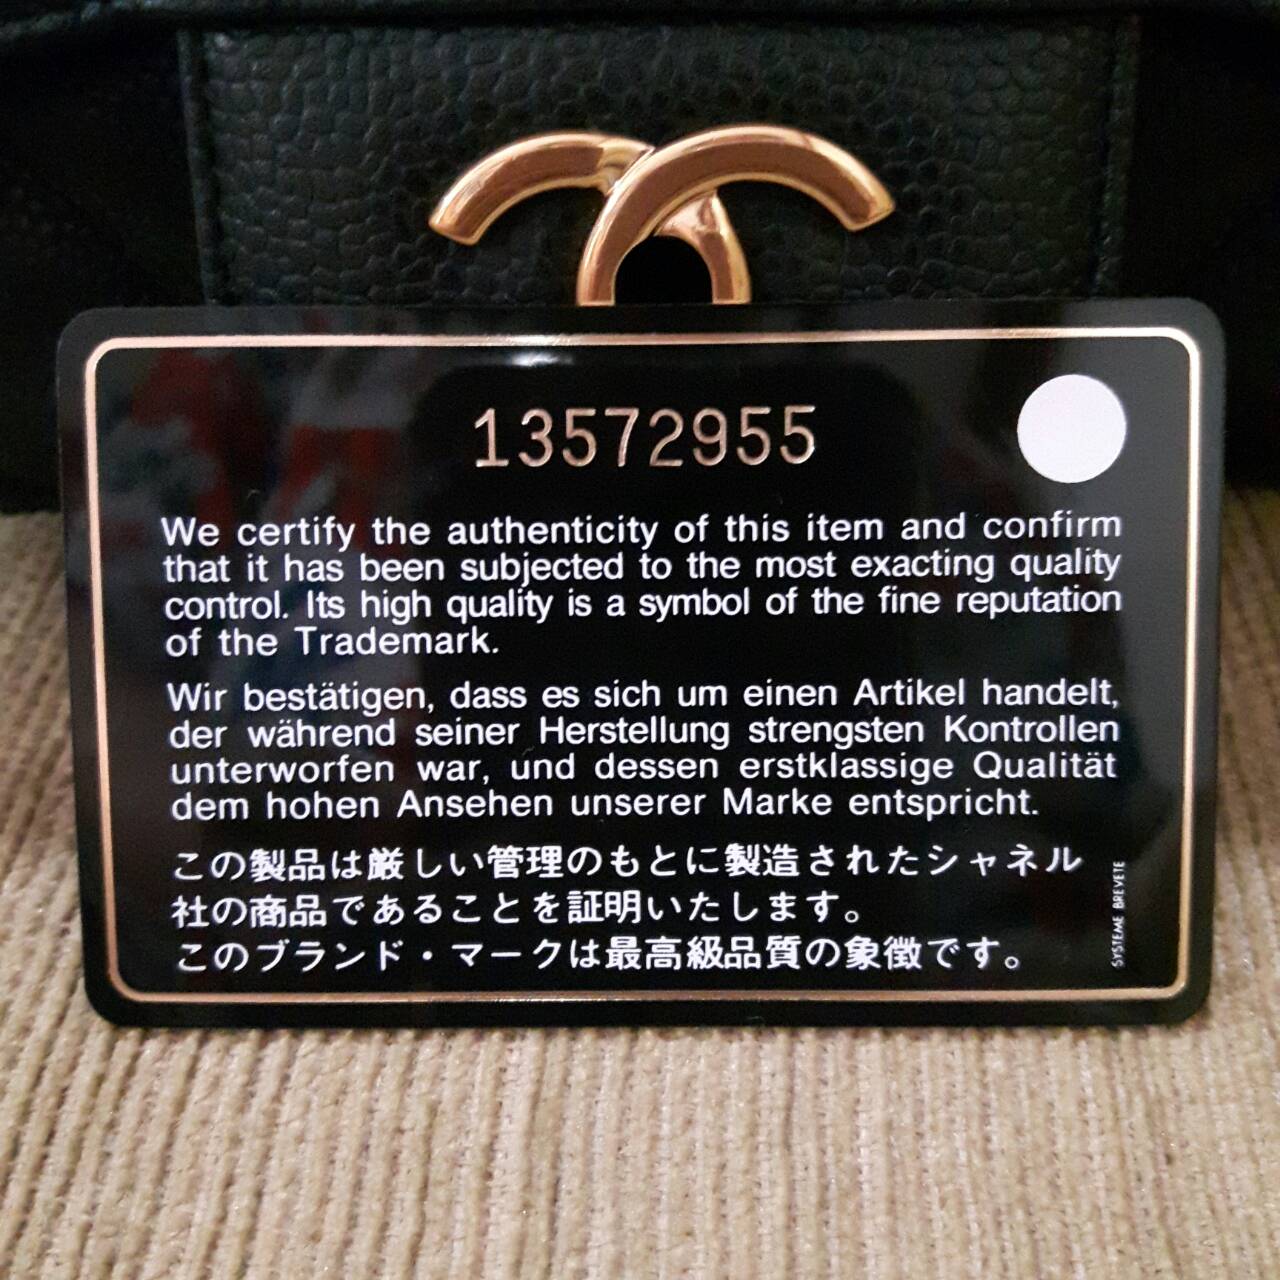 13572955
We certify the authenticity of this item and confirm
that it has been subjected to the most exacting quality
control. Its high quality is a symbol of the fine reputation
of the Trademark.
Wir bestätigen, dass es sich um einen Artikel handelt,
der während seiner Herstellung strengsten Kontrollen
unterworfen war, und dessen erstklassige Qualität
dem hohen Ansehen unserer Marke entspricht.
この製品は厳しい管理のもとに製造されたシャネル
社の商品であることを証明いたします。
このブランド・マークは最高級品質の象徴です。
SYSTEME BREVETE